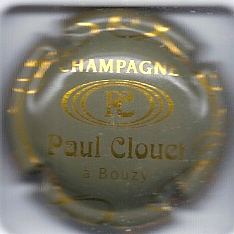 CHAMPAGNE
PC
Paul Clouet
à Bouzy